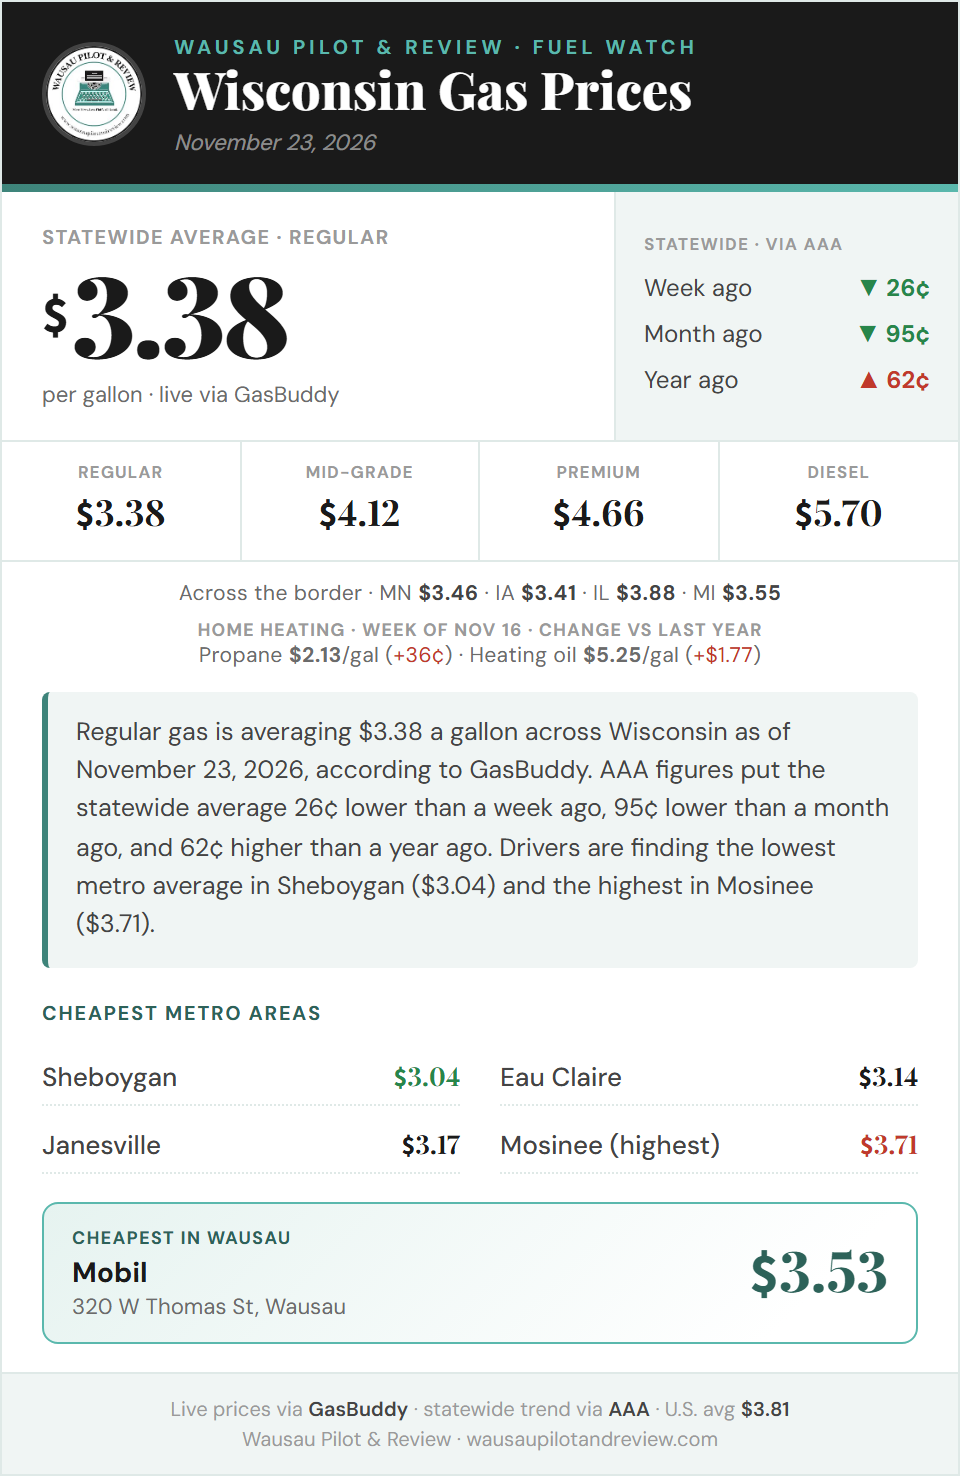 WAUSAU PILOT & REVIEW
www.wausaupilotandreview.com
WAUSAU PILOT & REVIEW · FUEL WATCH
Wisconsin Gas Prices
November 23, 2026
STATEWIDE AVERAGE · REGULAR
$3.38
per gallon · live via GasBuddy
STATEWIDE · VIA AAA
Week ago ▼ 26¢
Month ago ▼ 95¢
Year ago ▲ 62¢
REGULAR
$3.38
MID-GRADE
$4.12
PREMIUM
$4.66
DIESEL
$5.70
Across the border · MN $3.46 · IA $3.41 · IL $3.88 · MI $3.55
HOME HEATING · WEEK OF NOV 16 · CHANGE VS LAST YEAR
Propane $2.13/gal (+36¢) · Heating oil $5.25/gal (+$1.77)
Regular gas is averaging $3.38 a gallon across Wisconsin as of
November 23, 2026, according to GasBuddy. AAA figures put the
statewide average 26¢ lower than a week ago, 95¢ lower than a month
ago, and 62¢ higher than a year ago. Drivers are finding the lowest
metro average in Sheboygan ($3.04) and the highest in Mosinee
($3.71).
CHEAPEST METRO AREAS
Sheboygan $3.04
Eau Claire $3.14
Janesville $3.17
Mosinee (highest) $3.71
CHEAPEST IN WAUSAU
Mobil
320 W Thomas St, Wausau
$3.53
Live prices via GasBuddy · statewide trend via AAA · U.S. avg $3.81
Wausau Pilot & Review · wausaupilotandreview.com